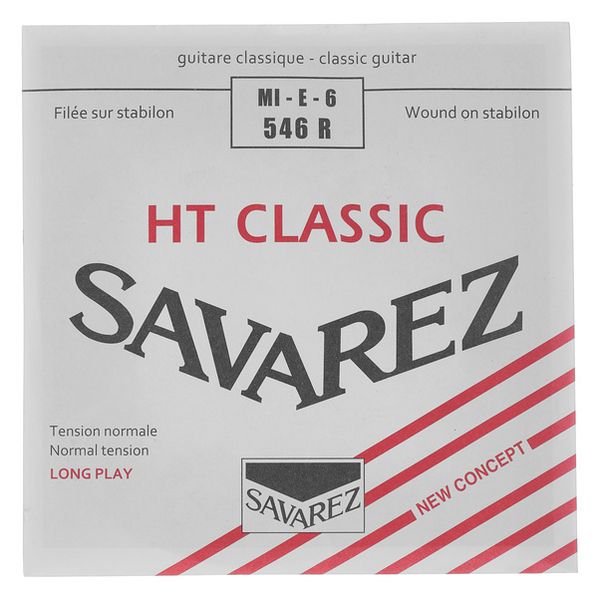 guitare classique - classic guitar
MI - E - 6
546 R
Filée sur stabilon
Wound on stabilon
HT CLASSIC
SAVAREZ
Tension normale
Normal tension
LONG PLAY
SAVAREZ
NEW CONCEPT